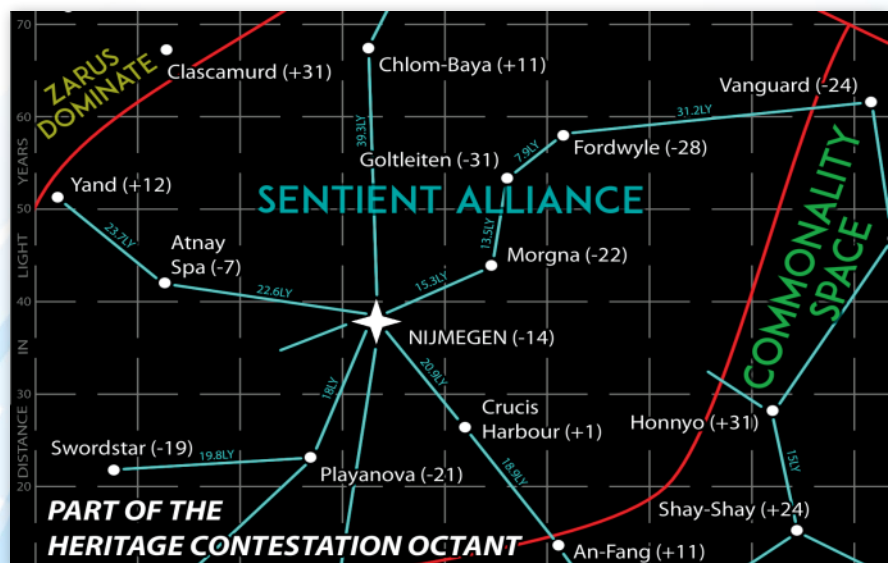 70
ZARUS
DOMINATE
Clascamurd (+31)
Chlom-Baya (+11)
Vanguard (-24)
31.2LY
60
39.3LY
Goltleiten (-31)
7.9LY
Fordwyle (-28)
YEARS
Yand (+12)
50
SENTIENT ALLIANCE
COMMONALITY
SPACE
23.7LY
Atnay
Spa (-7)
13.5LY
Morgna (-22)
LIGHT
22.6LY
15.3LY
40
IN
NIJMEGEN (-14)
20.9LY
18LY
30
Crucis
Harbour (+1)
Honnyo (+31)
DISTANCE
Swordstar (-19)
19.8LY
Playanova (-21)
18.9LY
15LY
20
Shay-Shay (+24)
PART OF THE
HERITAGE CONTESTATION OCTANT
An-Fang (+11)